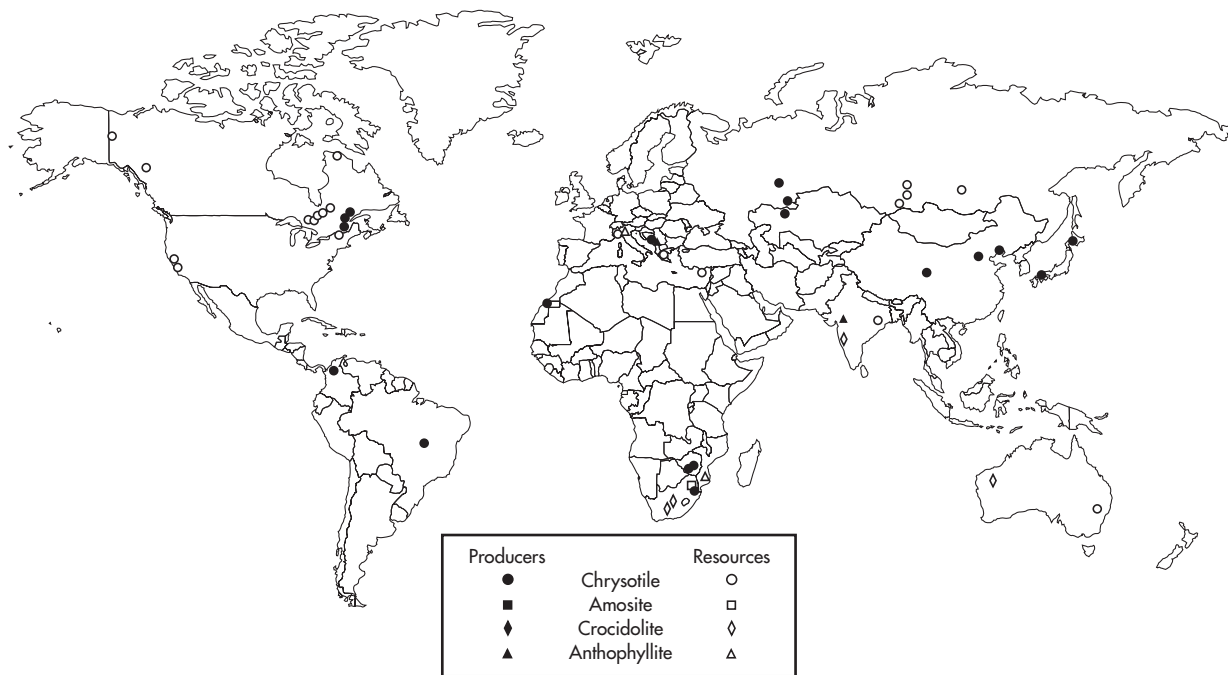 Producers Resources
Chrysotile
Amosite
Crocidolite
Anthophyllite